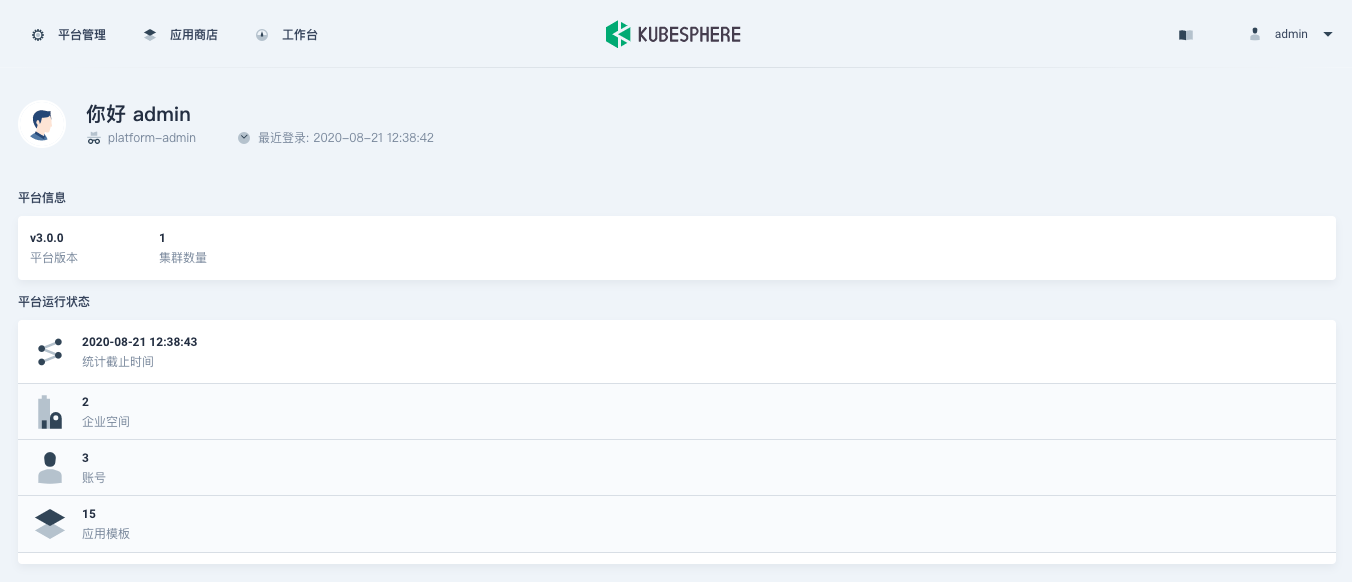 平台管理 应用商店 工作台 KUBESPHERE admin
你好 admin
platform-admin 最近登录: 2020-08-21 12:38:42
平台信息
v3.0.0 1
平台版本 集群数量
平台运行状态
2020-08-21 12:38:43
统计截止时间
2
企业空间
3
账号
15
应用模板